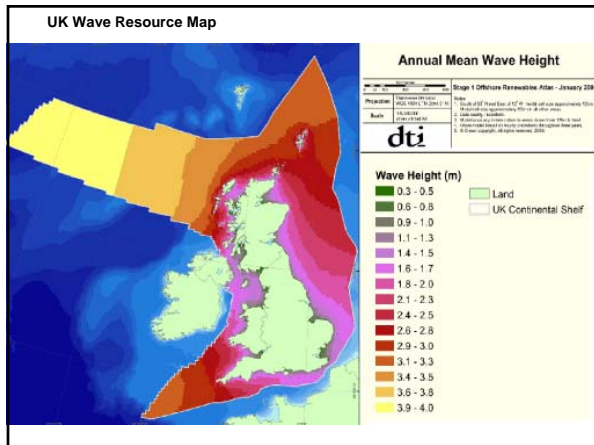 UK Wave Resource Map
Annual Mean Wave Height
Projection
Scale
Stage 1 Offshore Renewables Atlas - January 200
Notes
dti
Wave Height (m)
0.3 - 0.5
0.6 - 0.8
0.9 - 1.0
1.1 - 1.3
1.4 - 1.5
1.6 - 1.7
1.8 - 2.0
2.1 - 2.3
2.4 - 2.5
2.6 - 2.8
2.9 - 3.0
3.1 - 3.3
3.4 - 3.5
3.6 - 3.8
3.9 - 4.0
Land
UK Continental Shelf